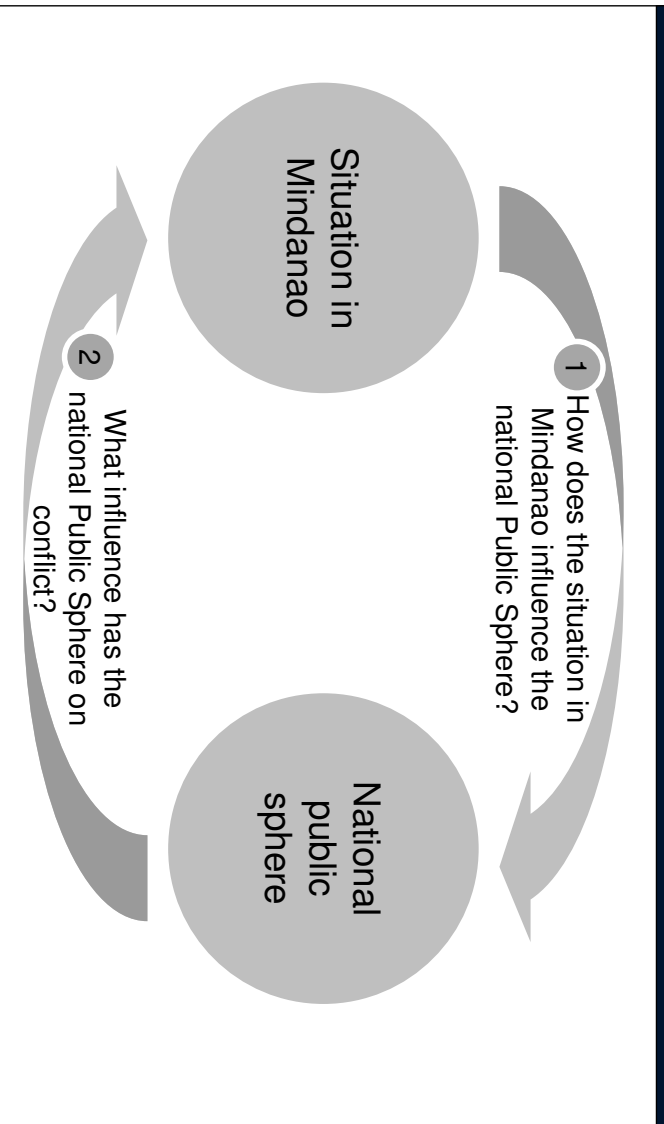 1
How does the situation in
Mindanao influence the
national Public Sphere?
Situation in
Mindanao
National
public
sphere
2
What influence has the
national Public Sphere on
conflict?